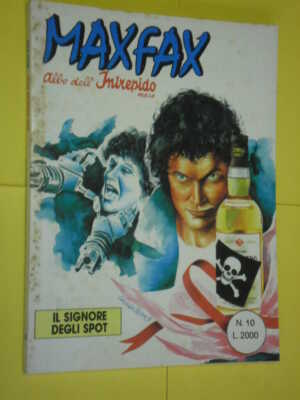 MAXFAX
albo dell' Intrepido
IL SIGNORE
DEGLI SPOT
N. 10
L. 2000